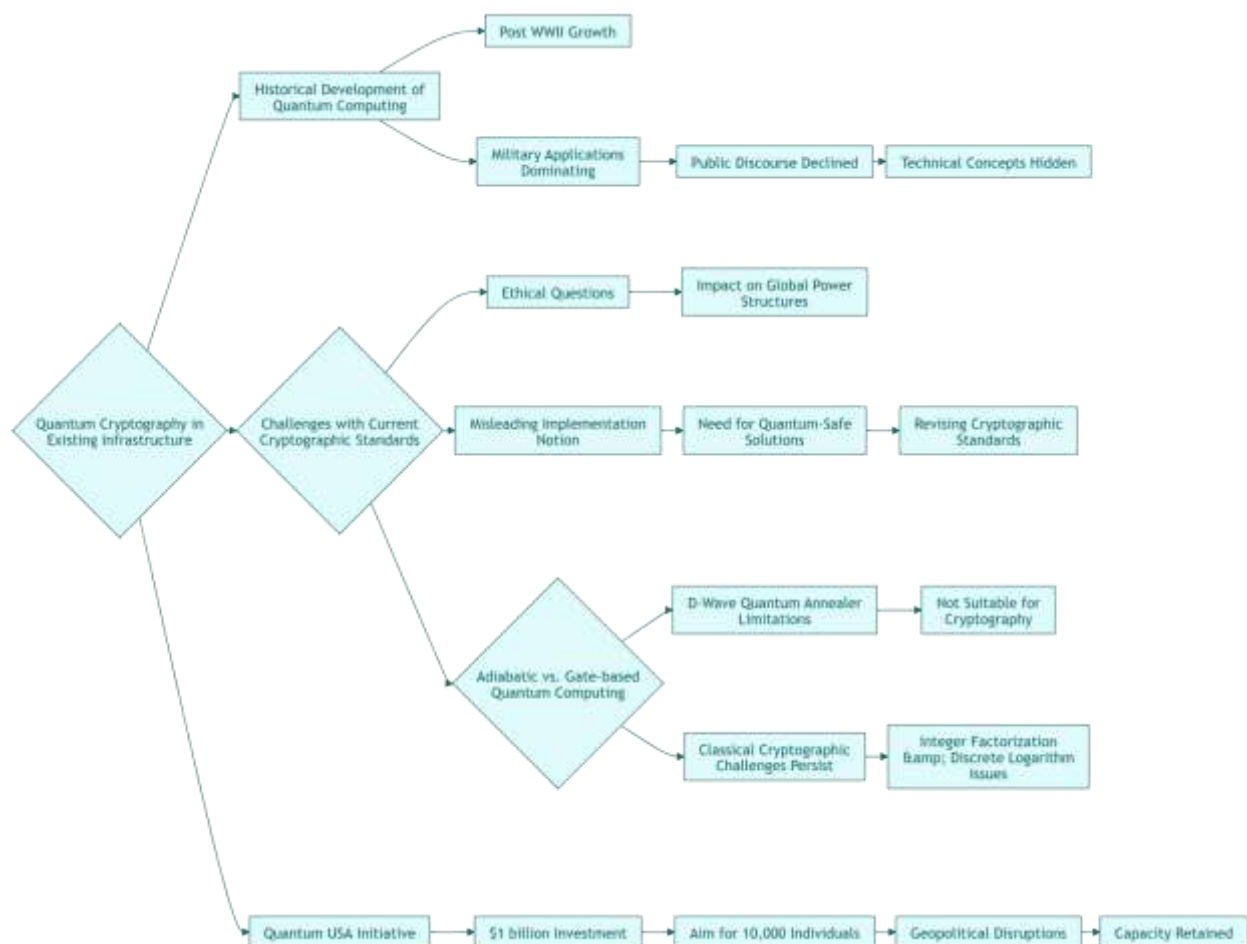 Post WWII Growth
Historical Development of
Quantum Computing
Military Applications
Dominating
Public Discourse Declined
Technical Concepts Hidden
Ethical Questions
Impact on Global Power
Structures
Quantum Cryptography in
Existing Infrastructure
Challenges with Current
Cryptographic Standards
Misleading Implementation
Notion
Need for Quantum-Safe
Solutions
Revising Cryptographic
Standards
D-Wave Quantum Annealer
Limitations
Not Suitable for
Cryptography
Adiabatic vs. Gate-based
Quantum Computing
Classical Cryptographic
Challenges Persist
Integer Factorization
&amp; Discrete Logarithm
Issues
Quantum USA Initiative
$1 billion Investment
Aim for 10,000 Individuals
Geopolitical Disruptions
Capacity Retained